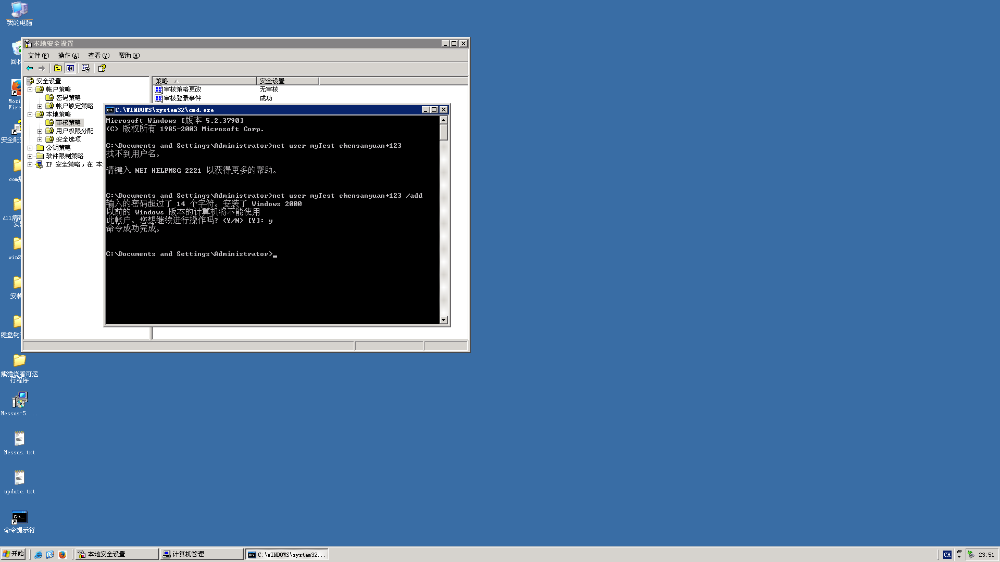 我的电脑
回收
Mozi
Fire
安全配
com病
dll病毒
实
win2
安装
键盘钩
熊猫烧香可运
行程序
Nessus-5....
Nessus.txt
update.txt
命令提示符
本地安全设置
文件(F) 操作(A) 查看(V) 帮助(H)
安全设置
帐户策略
密码策略
帐户锁定策略
本地策略
审核策略
用户权限分配
安全选项
公钥策略
软件限制策略
IP 安全策略，在 本
策略 安全设置
审核策略更改 无审核
审核登录事件 成功
C:\WINDOWS\system32\cmd.exe
Microsoft Windows [版本 5.2.3790]
(C) 版权所有 1985-2003 Microsoft Corp.
C:\Documents and Settings\Administrator>net user myTest chensanyuan+123
找不到用户名。
请键入 NET HELPMSG 2221 以获得更多的帮助。
C:\Documents and Settings\Administrator>net user myTest chensanyuan+123 /add
输入的密码超过了 14 个字符。安装了 Windows 2000
以前的 Windows 版本的计算机将不能使用
此帐户。您想继续进行操作吗? (Y/N) [Y]: y
命令成功完成。
C:\Documents and Settings\Administrator>
开始 本地安全设置 计算机管理 C:\WINDOWS\system32... CH 23:51